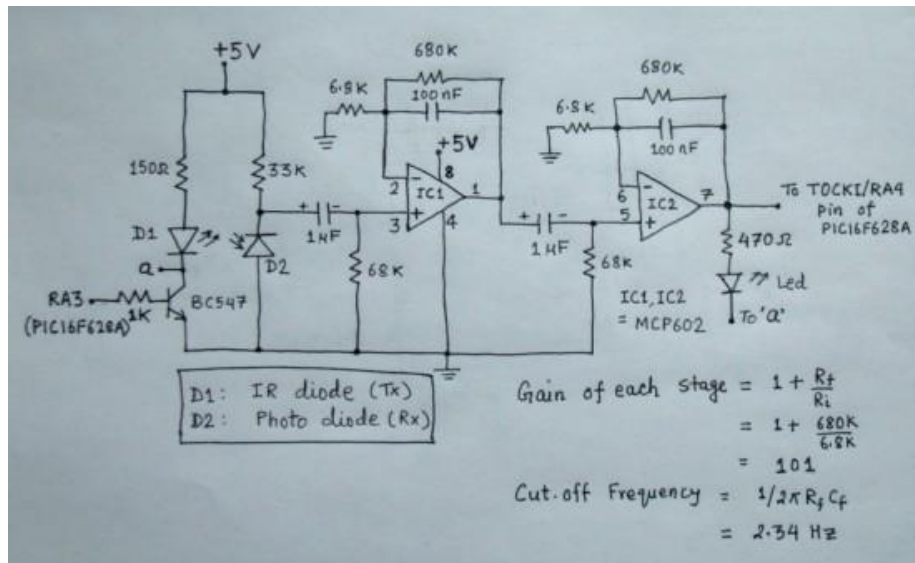 +5V
680K
6.8K
100nF
+5V
680K
6.8K
100nF
150Ω
33K
2
8
IC1
1
3
4
6
IC2
7
5
To TOCKI/RA4
Pin of
PIC16F628A
D1
D2
+ -
1µF
+ -
1µF
470Ω
a
68K
68K
Led
RA3
(PIC16F628A)
1K
BC547
IC1, IC2
= MCP602
To 'a'
D1: IR diode (Tx)
D2: Photo diode (Rx)
Gain of each stage = 1 + Rf/Ri
= 1 + 680K/6.8K
= 101
Cut-off Frequency = 1/2πRfCf
= 2.34 Hz